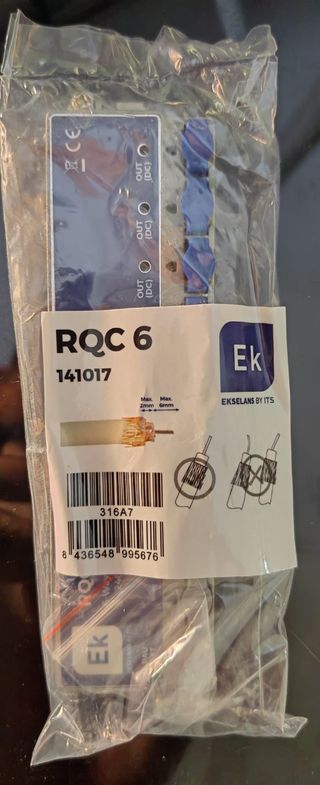 OUT
(DC)
OUT
(DC)
OUT
(DC)
RQC 6
141017
Ek
EKSELANS BY ITS
Max. Max.
2mm 6mm
316A7
8 436548 995676
RQ
Ek